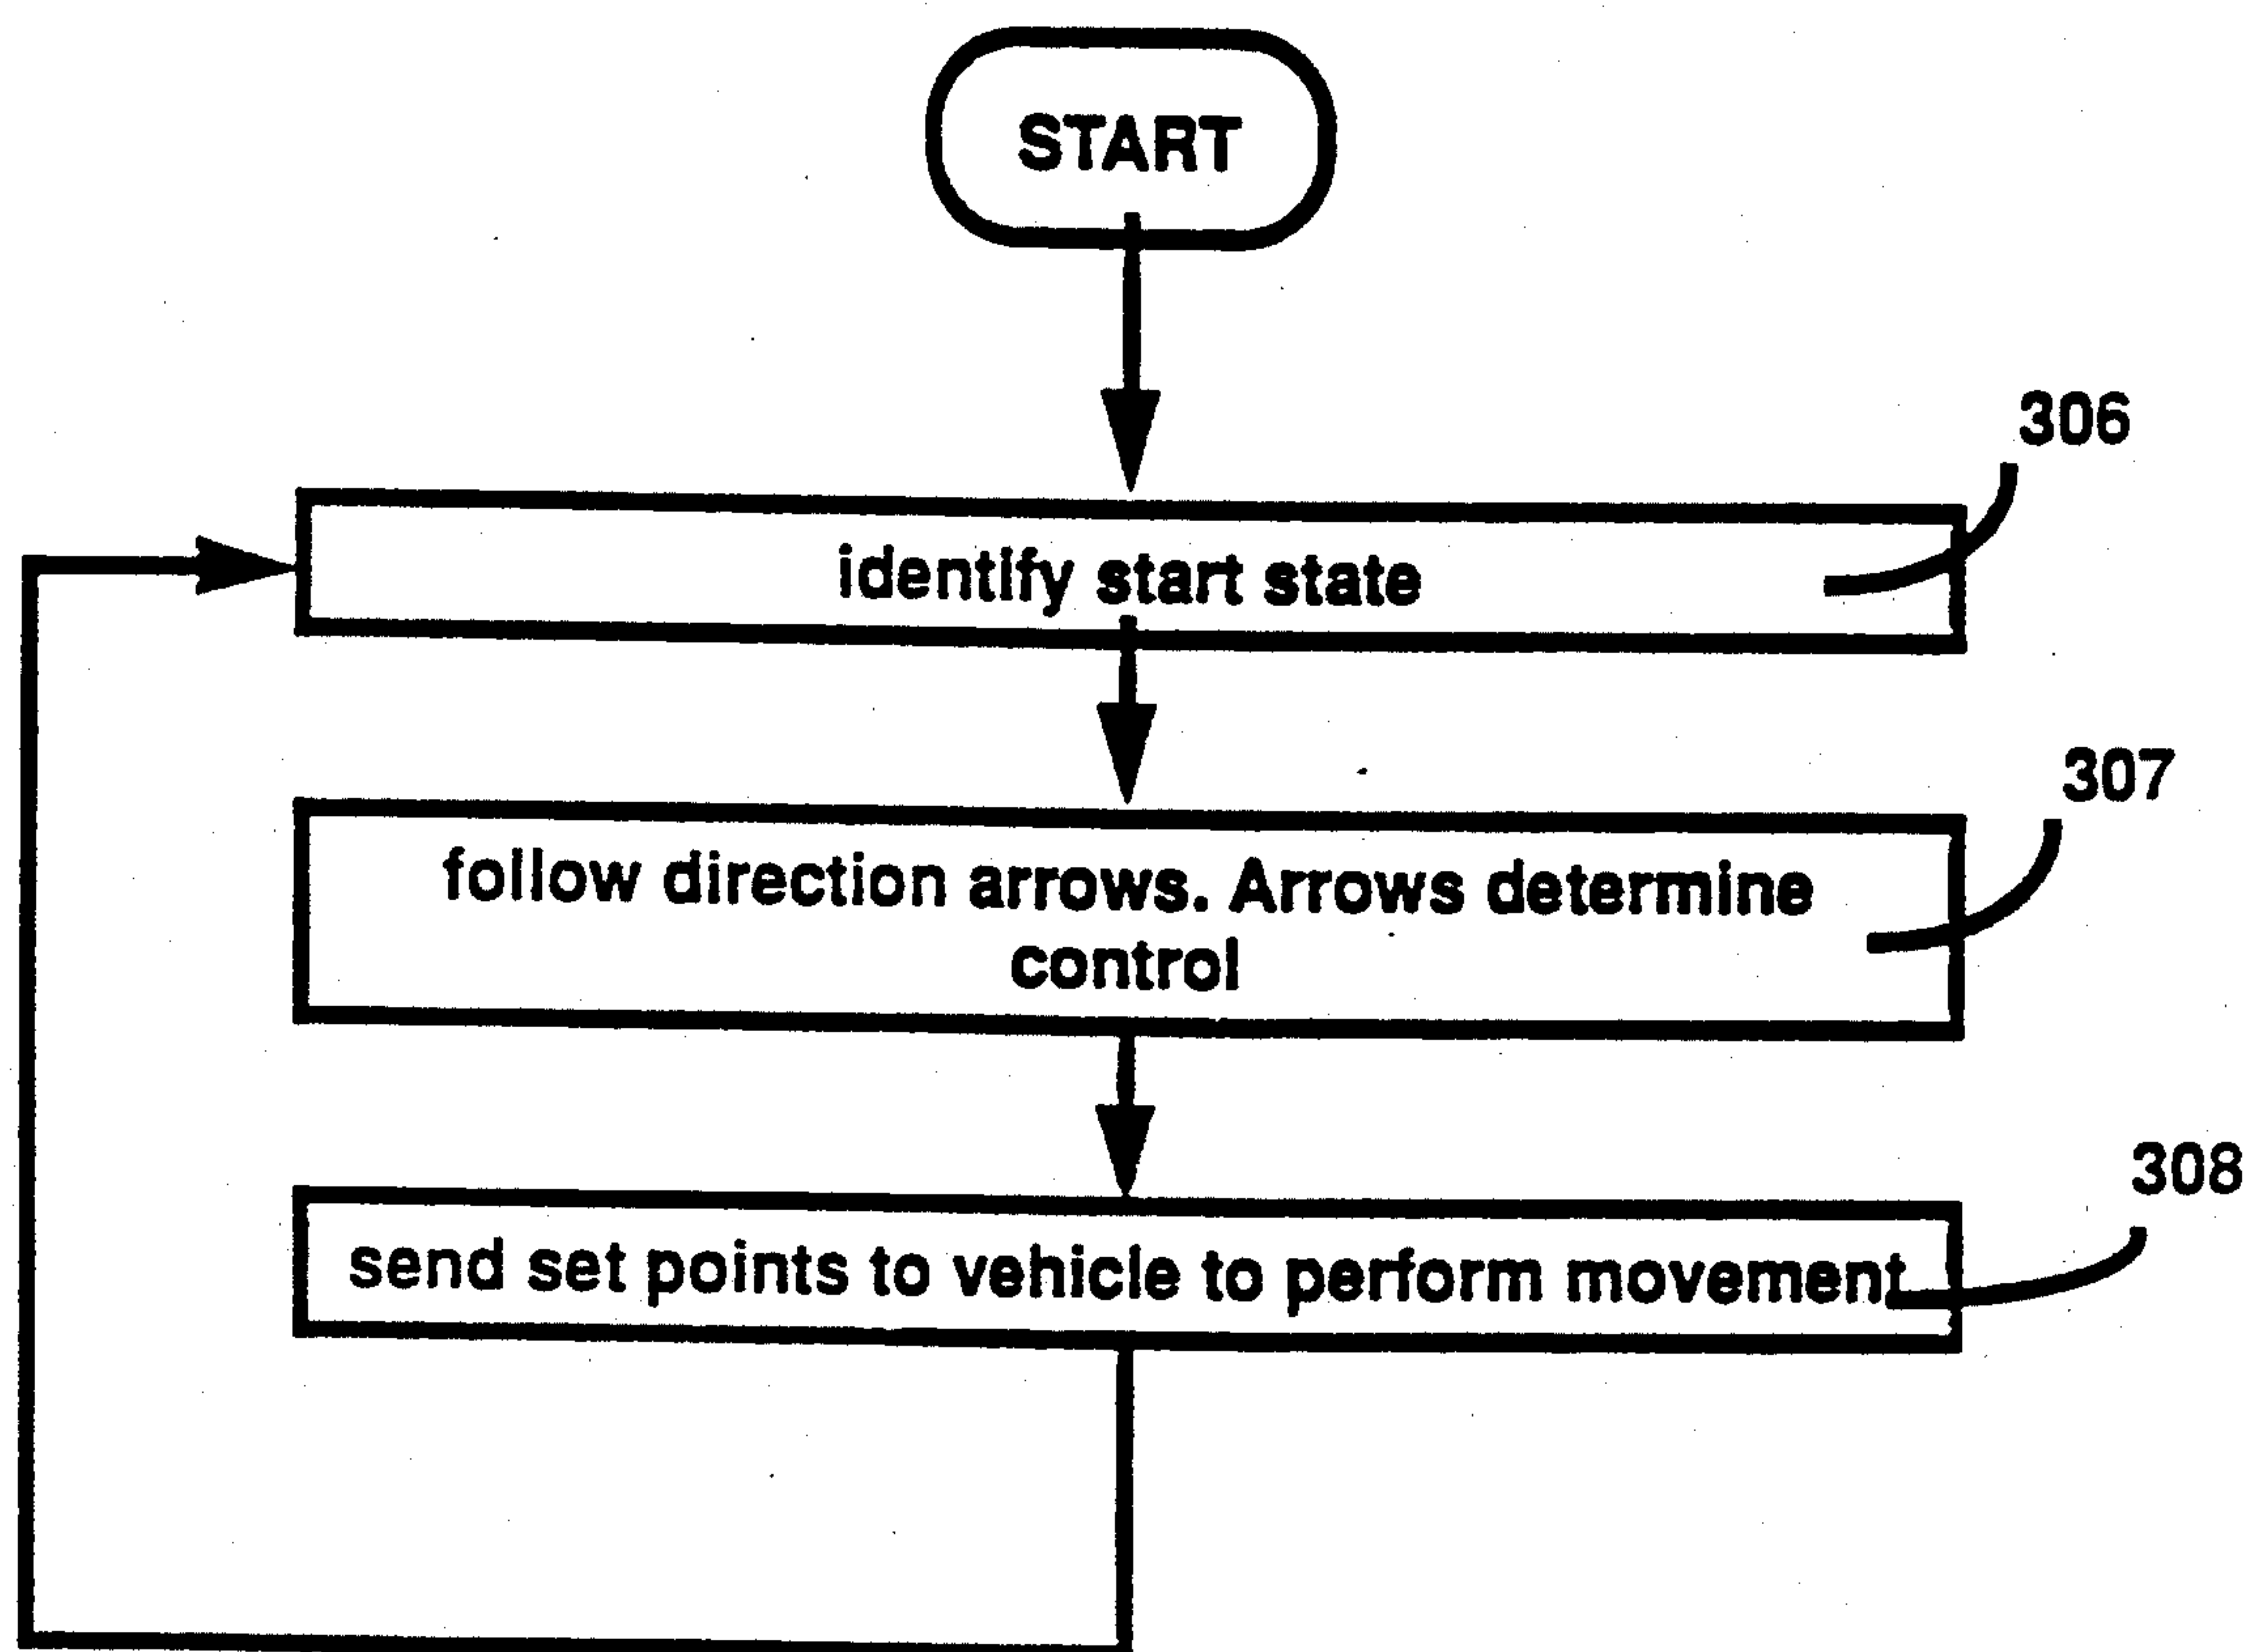 START
306
identify start state
307
follow direction arrows. Arrows determine
control
308
send set points to vehicle to perform movement